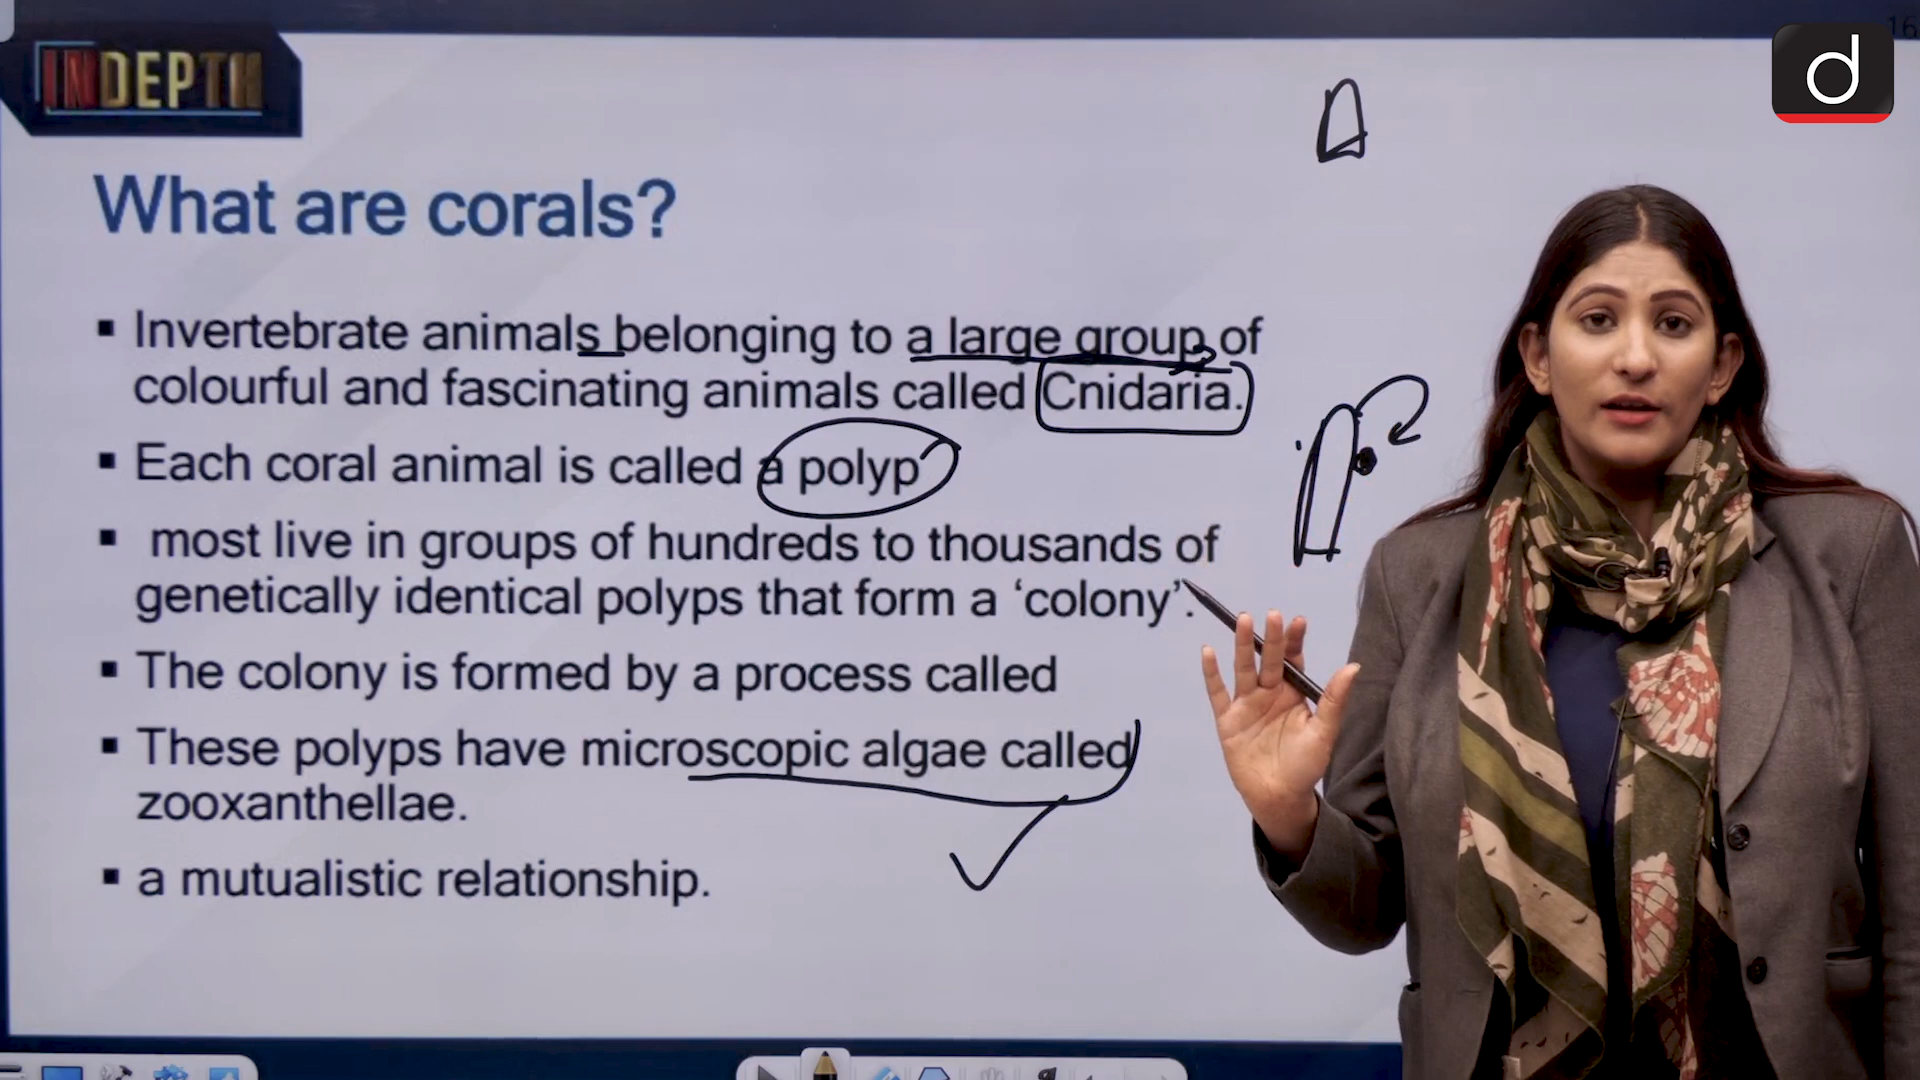 INDEPTH
16
d
What are corals?
▪ Invertebrate animals belonging to a large group of
colourful and fascinating animals called Cnidaria.
▪ Each coral animal is called a polyp
▪ most live in groups of hundreds to thousands of
genetically identical polyps that form a ‘colony’.
▪ The colony is formed by a process called
▪ These polyps have microscopic algae called
zooxanthellae.
▪ a mutualistic relationship.